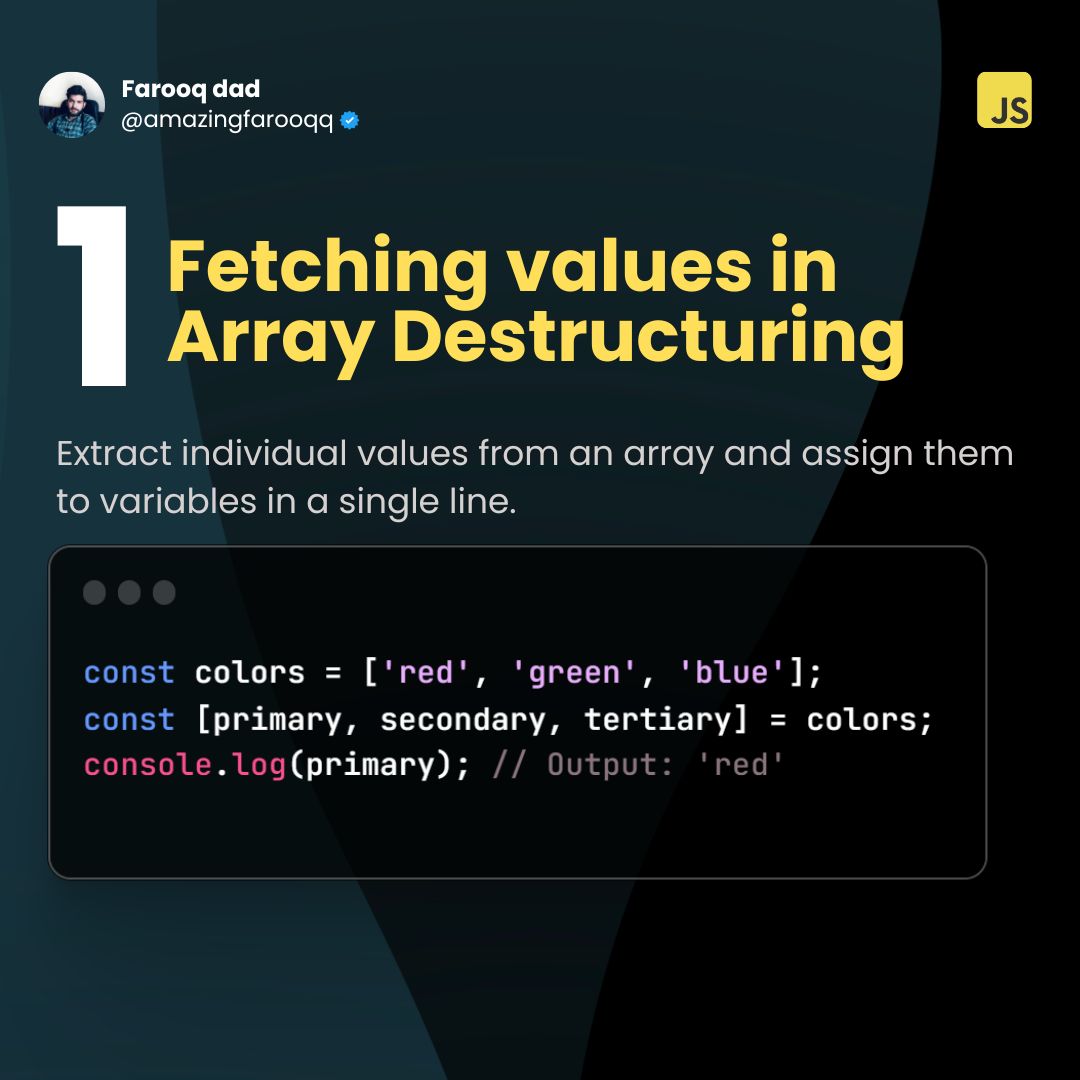 Farooq dad
@amazingfarooqq
JS
1
Fetching values in
Array Destructuring
Extract individual values from an array and assign them
to variables in a single line.
const colors = ['red', 'green', 'blue'];
const [primary, secondary, tertiary] = colors;
console.log(primary); // Output: 'red'